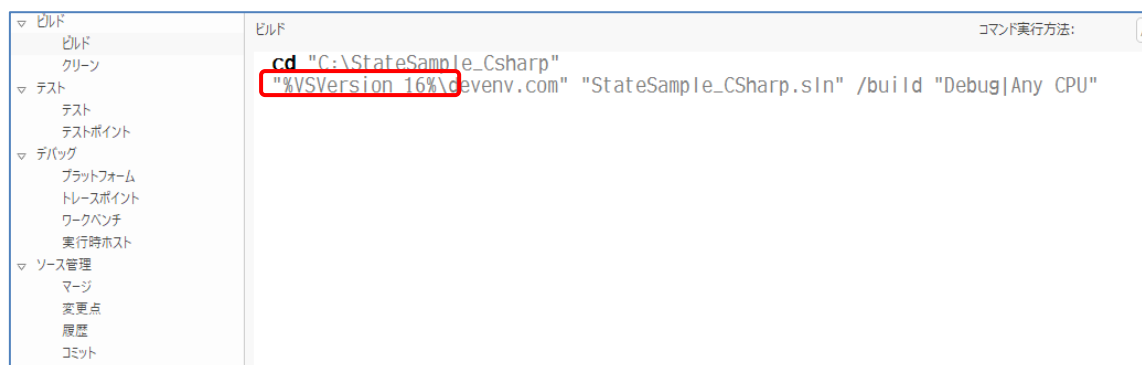 ▽ ビルド
ビルド
クリーン
▽ テスト
テスト
テストポイント
▽ デバッグ
プラットフォーム
トレースポイント
ワークベンチ
実行時ホスト
▽ ソース管理
マージ
変更点
履歴
コミット
ビルド
コマンド実行方法:
cd "C:\StateSample_Csharp"
"%VSVersion_16%\devenv.com" "StateSample_CSharp.sln" /build "Debug|Any CPU"